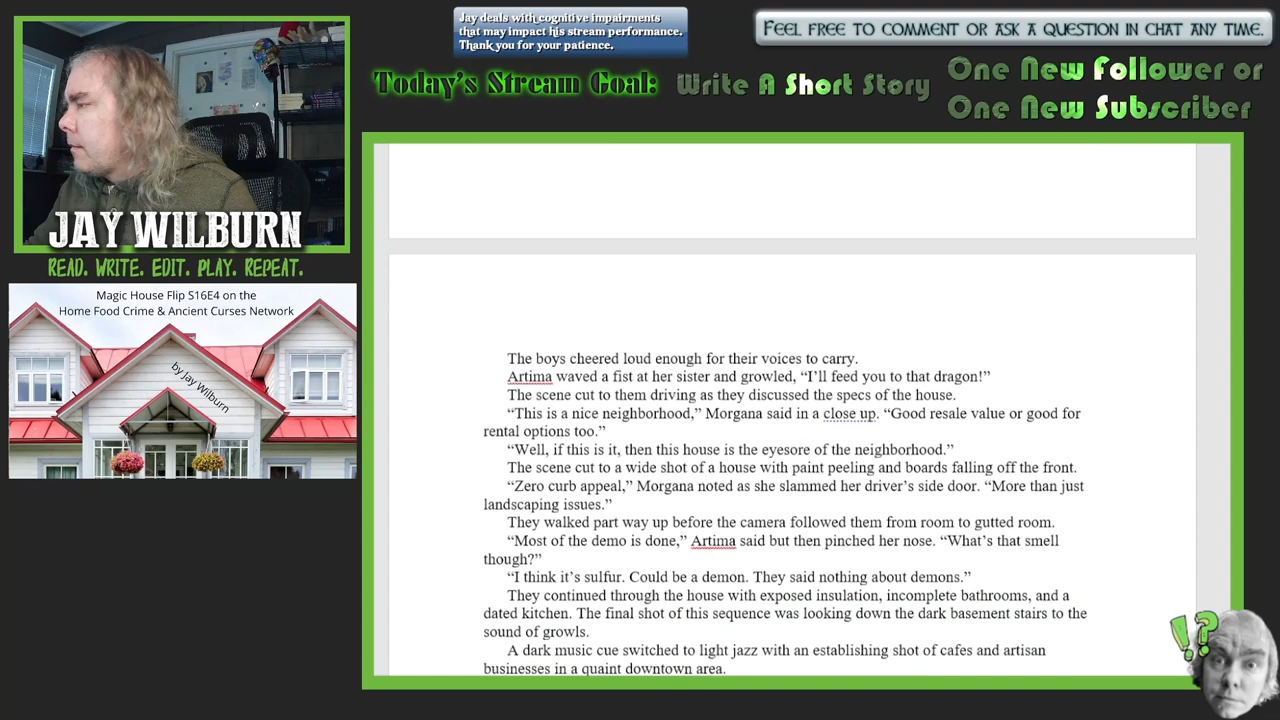 Jay deals with cognitive impairments
that may impact his stream performance.
Thank you for your patience.
Feel free to comment or ask a question in chat any time.
Today's Stream Goal:
Write A Short Story
One New Follower or
One New Subscriber
JAY WILBURN
READ. WRITE. EDIT. PLAY. REPEAT.
Magic House Flip S16E4 on the
Home Food Crime & Ancient Curses Network
by Jay Wilburn
The boys cheered loud enough for their voices to carry.
Artima waved a fist at her sister and growled, “I’ll feed you to that dragon!”
The scene cut to them driving as they discussed the specs of the house.
“This is a nice neighborhood,” Morgana said in a close up. “Good resale value or good for
rental options too.”
“Well, if this is it, then this house is the eyesore of the neighborhood.”
The scene cut to a wide shot of a house with paint peeling and boards falling off the front.
“Zero curb appeal,” Morgana noted as she slammed her driver’s side door. “More than just
landscaping issues.”
They walked part way up before the camera followed them from room to gutted room.
“Most of the demo is done,” Artima said but then pinched her nose. “What’s that smell
though?”
“I think it’s sulfur. Could be a demon. They said nothing about demons.”
They continued through the house with exposed insulation, incomplete bathrooms, and a
dated kitchen. The final shot of this sequence was looking down the dark basement stairs to the
sound of growls.
A dark music cue switched to light jazz with an establishing shot of cafes and artisan
businesses in a quaint downtown area.
!?